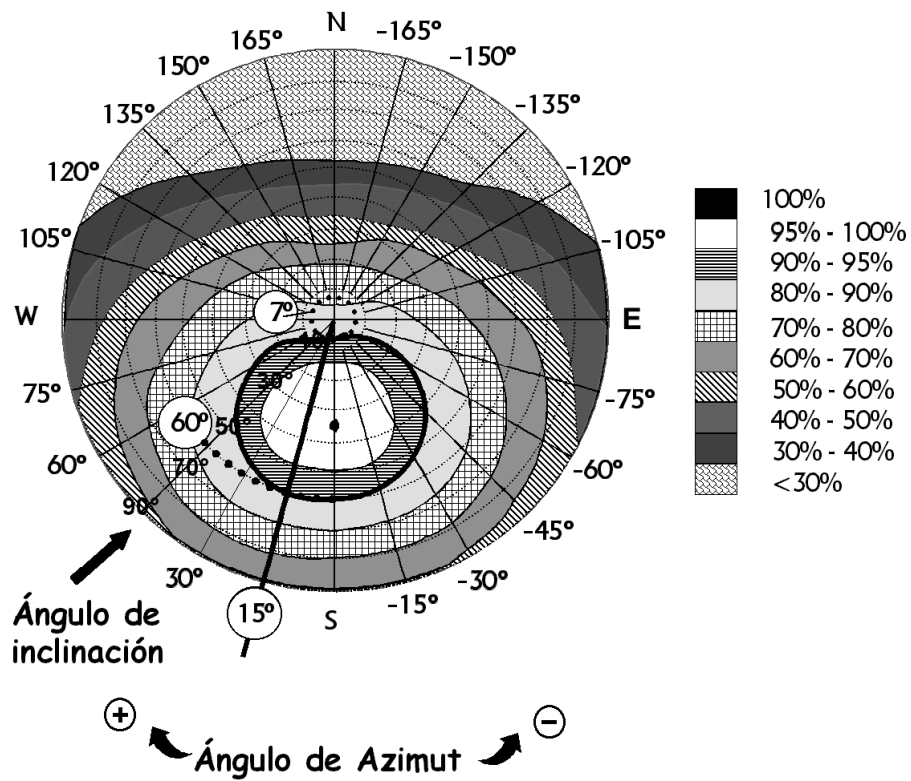 N
165º
-165º
150º
-150º
135º
-135º
120º
-120º
105º
-105º
W
E
7º
75º
-75º
30º
60º
50º
60º
-60º
70º
90º
-45º
30º
-30º
15º
S
-15º
100%
95% - 100%
90% - 95%
80% - 90%
70% - 80%
60% - 70%
50% - 60%
40% - 50%
30% - 40%
<30%
Ángulo de
inclinación
+
Ángulo de Azimut
−